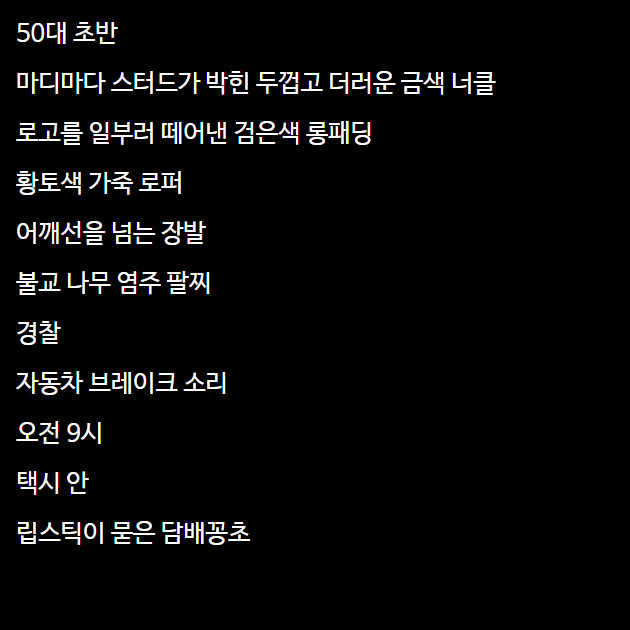 50대 초반
마디마다 스터드가 박힌 두껍고 더러운 금색 너클
로고를 일부러 떼어낸 검은색 롱패딩
황토색 가죽 로퍼
어깨선을 넘는 장발
불교 나무 염주 팔찌
경찰
자동차 브레이크 소리
오전 9시
택시 안
립스틱이 묻은 담배꽁초